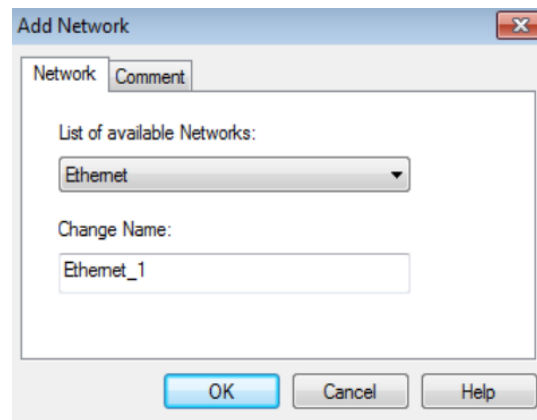 Add Network
Network Comment
List of available Networks:
Ethernet
Change Name:
Ethernet_1
OK Cancel Help